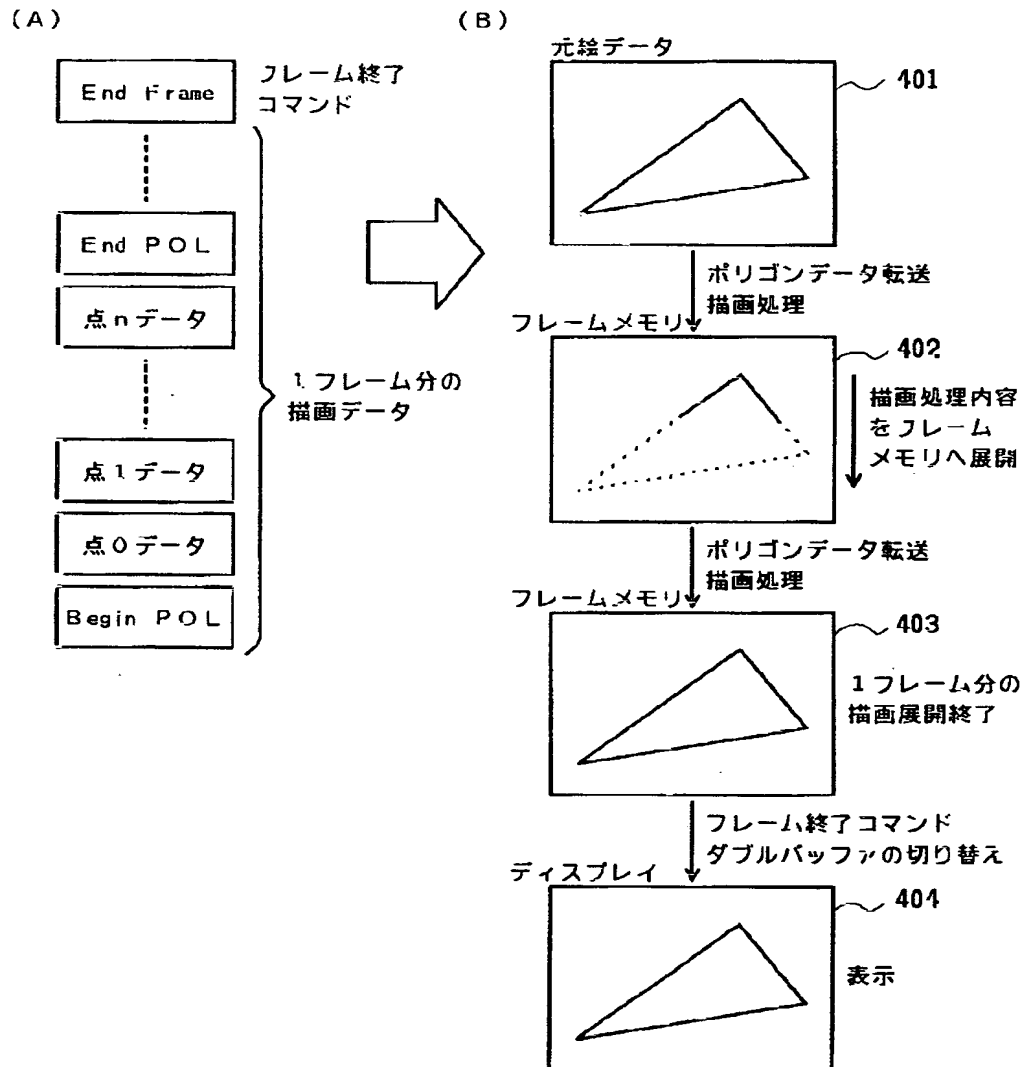 (A)
End Frame
フレーム終了
コマンド
End POL
点nデータ
1フレーム分の
描画データ
点1データ
点0データ
Begin POL
(B)
元絵データ
401
ポリゴンデータ転送
描画処理
フレームメモリ
402
描画処理内容
をフレーム
メモリへ展開
ポリゴンデータ転送
描画処理
フレームメモリ
403
1フレーム分の
描画展開終了
フレーム終了コマンド
ダブルバッファの切り替え
ディスプレイ
404
表示